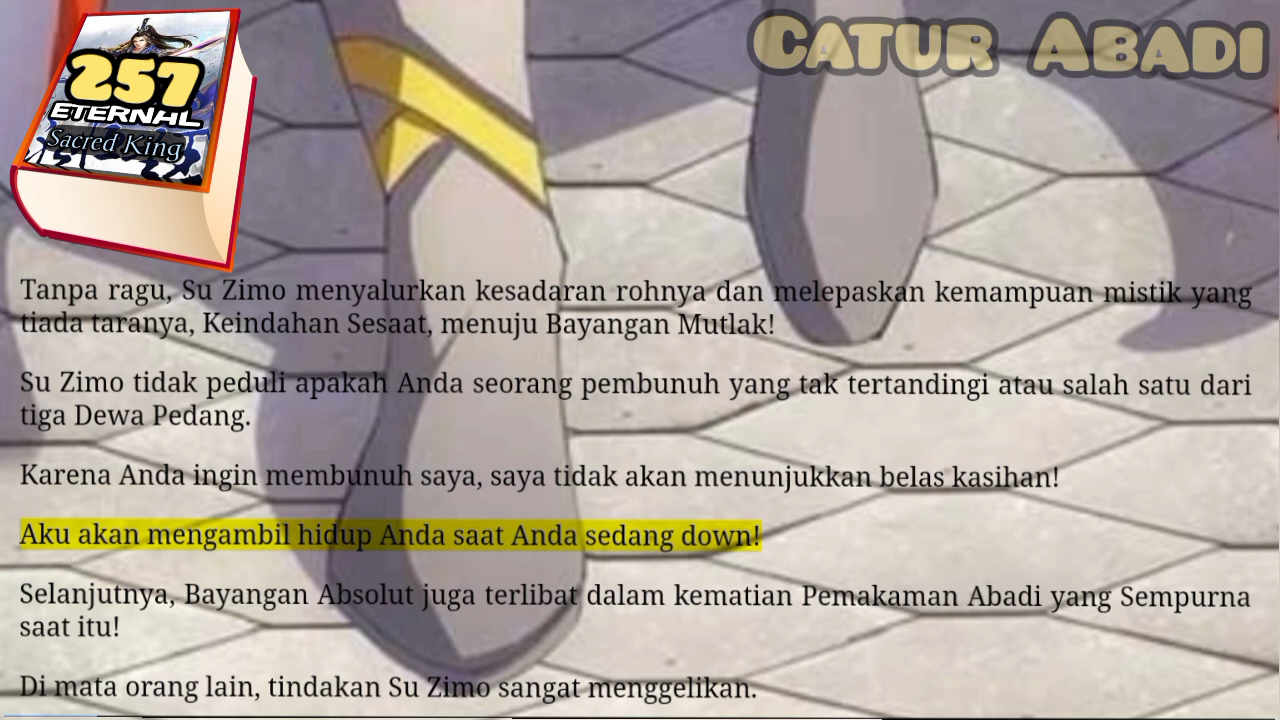 Catur Abadi
257
ETERNAL
Sacred King
Tanpa ragu, Su Zimo menyalurkan kesadaran rohnya dan melepaskan kemampuan mistik yang
tiada taranya, Keindahan Sesaat, menuju Bayangan Mutlak!
Su Zimo tidak peduli apakah Anda seorang pembunuh yang tak tertandingi atau salah satu dari
tiga Dewa Pedang.
Karena Anda ingin membunuh saya, saya tidak akan menunjukkan belas kasihan!
Aku akan mengambil hidup Anda saat Anda sedang down!
Selanjutnya, Bayangan Absolut juga terlibat dalam kematian Pemakaman Abadi yang Sempurna
saat itu!
Di mata orang lain, tindakan Su Zimo sangat menggelikan.